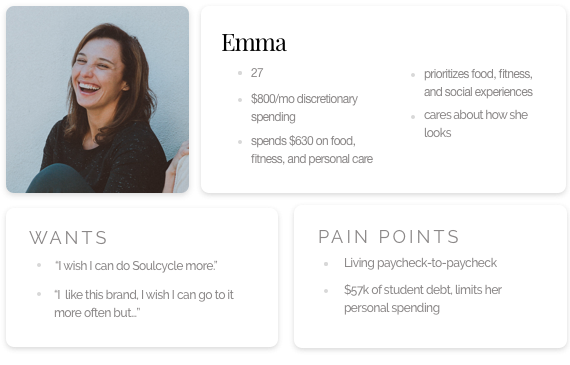 Emma
27
$800/mo discretionary
spending
spends $630 on food,
fitness, and personal care
prioritizes food, fitness,
and social experiences
cares about how she
looks
WANTS
"I wish I can do Soulcycle more."
"I like this brand, I wish I can go to it
more often but..."
PAIN POINTS
Living paycheck-to-paycheck
$57k of student debt, limits her
personal spending